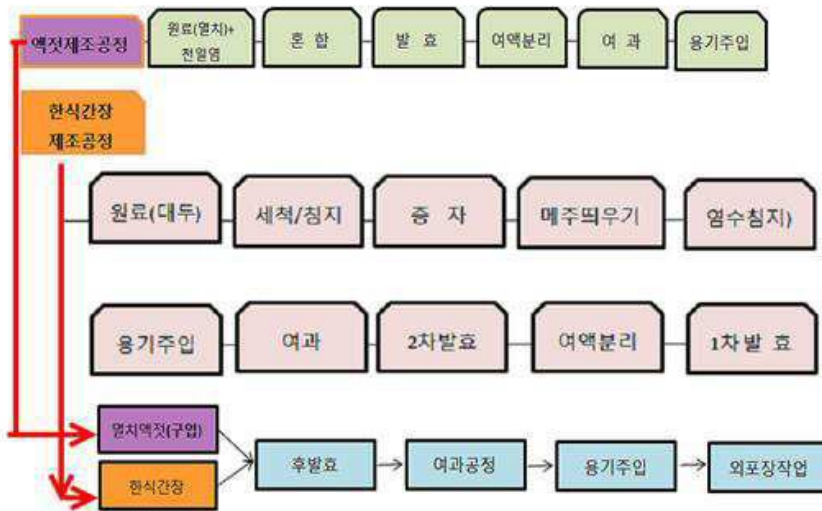 액젓제조공정
원료(멸치)+
천일염
혼 합
발 효
여액분리
여 과
용기주입
한식간장
제조공정
원료(대두)
세척/침지
증 자
메주띄우기
염수침지)
용기주입
여과
2차발효
여액분리
1차발 효
멸치액젓(구입)
후발효
여과공정
용기주입
외포장작업
한식간장